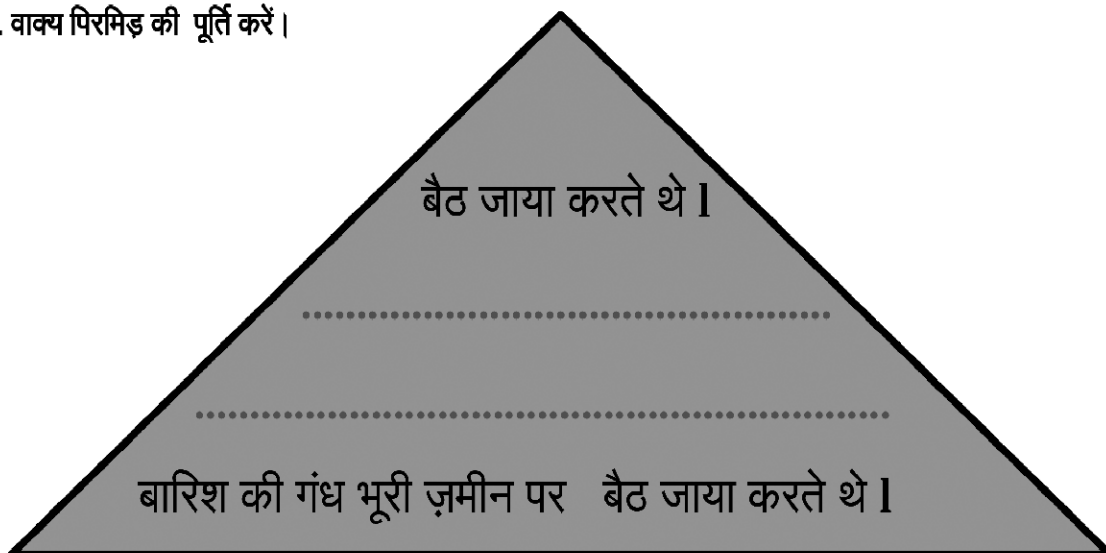 . वाक्य पिरमिड़ की पूर्ति करें।
बैठ जाया करते थे l
................................................
...............................................................
बारिश की गंध भूरी ज़मीन पर बैठ जाया करते थे l